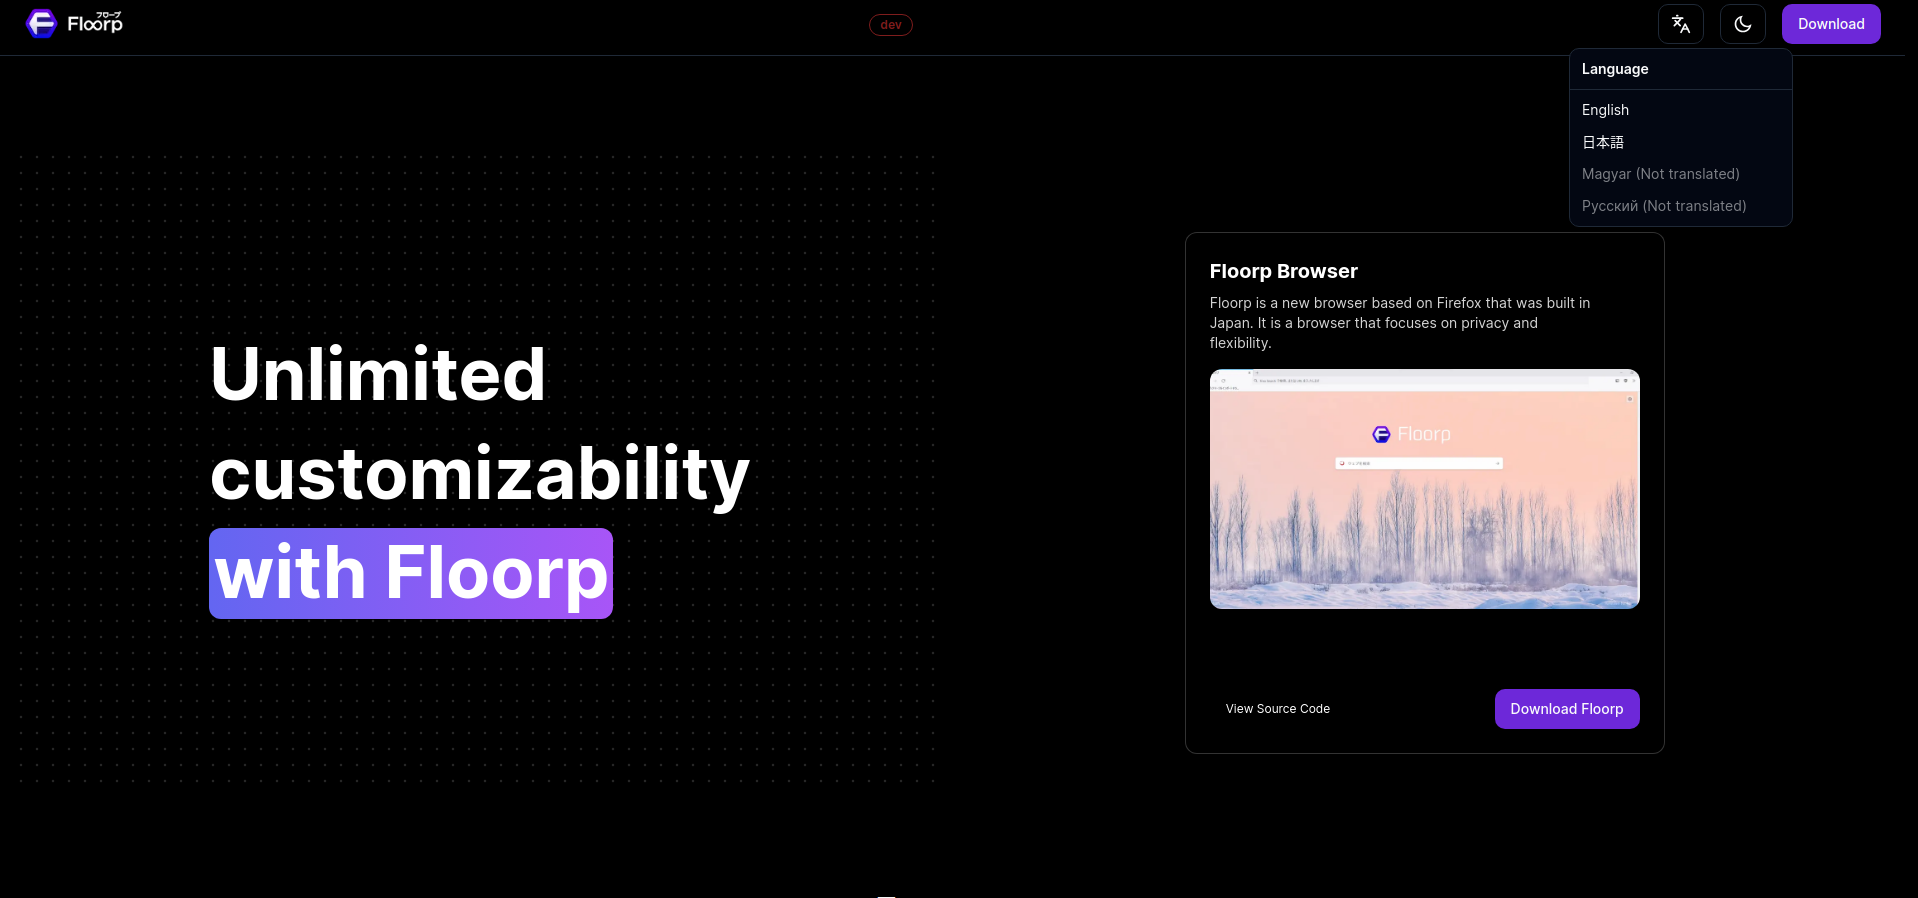 フロープ
Floorp
dev
Download
Language
English
日本語
Magyar (Not translated)
Русский (Not translated)
Unlimited
customizability
with Floorp
Floorp Browser
Floorp is a new browser based on Firefox that was built in
Japan. It is a browser that focuses on privacy and
flexibility.
Floorp
View Source Code
Download Floorp